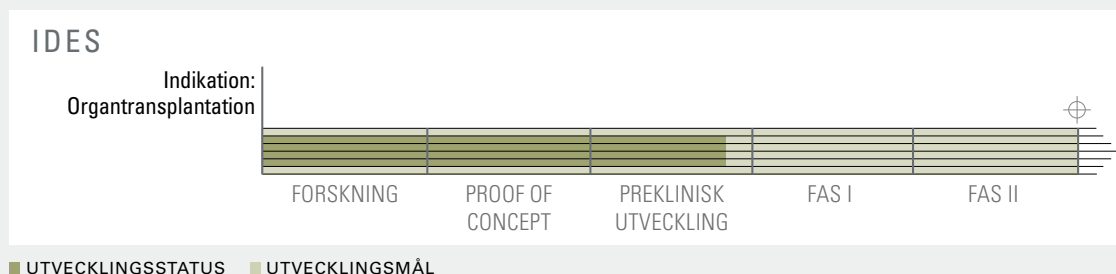 IDES
Indikation:
Organtransplantation
FORSKNING
PROOF OF
CONCEPT
PREKLINISK
UTVECKLING
FAS I
FAS II
UTVECKLINGSSTATUS
UTVECKLINGSMÅL